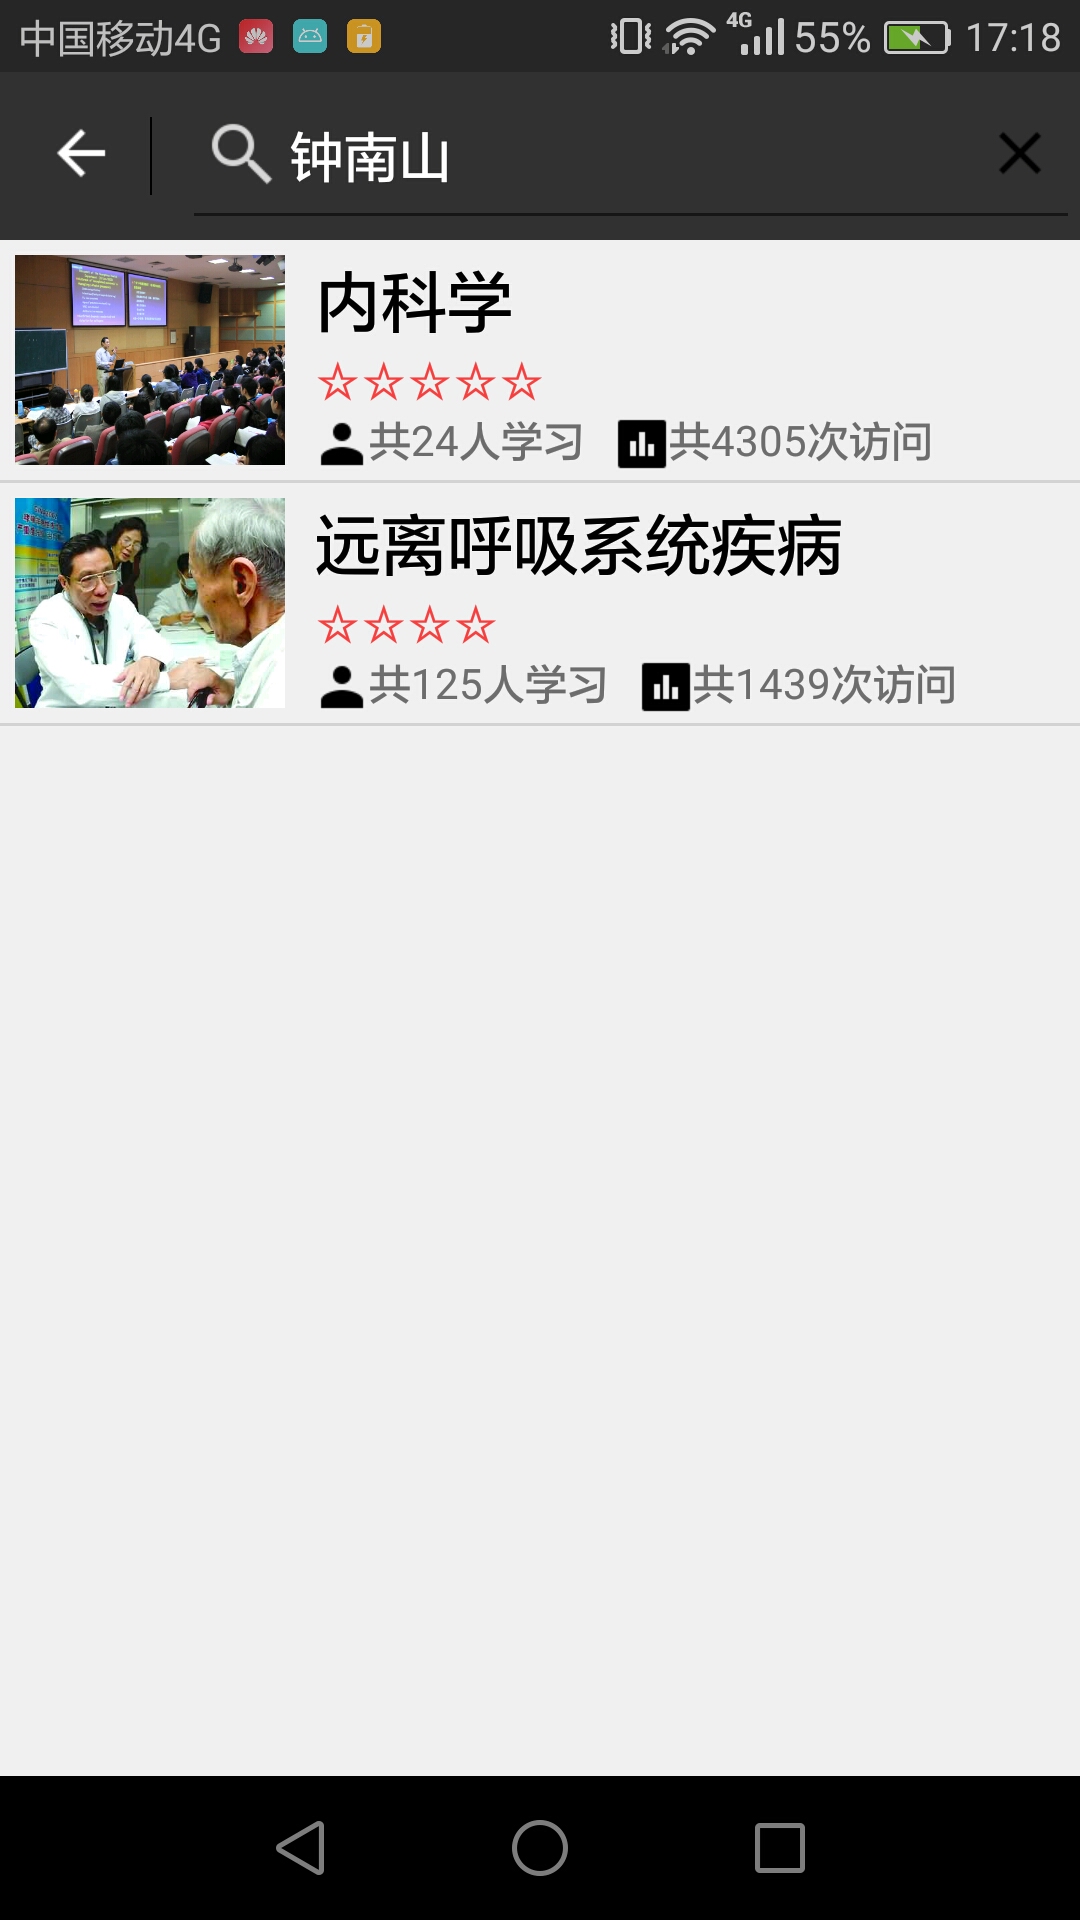 中国移动4G 4G 55% 17:18
钟南山
内科学
☆☆☆☆☆
共24人学习 共4305次访问
远离呼吸系统疾病
☆☆☆☆
共125人学习 共1439次访问